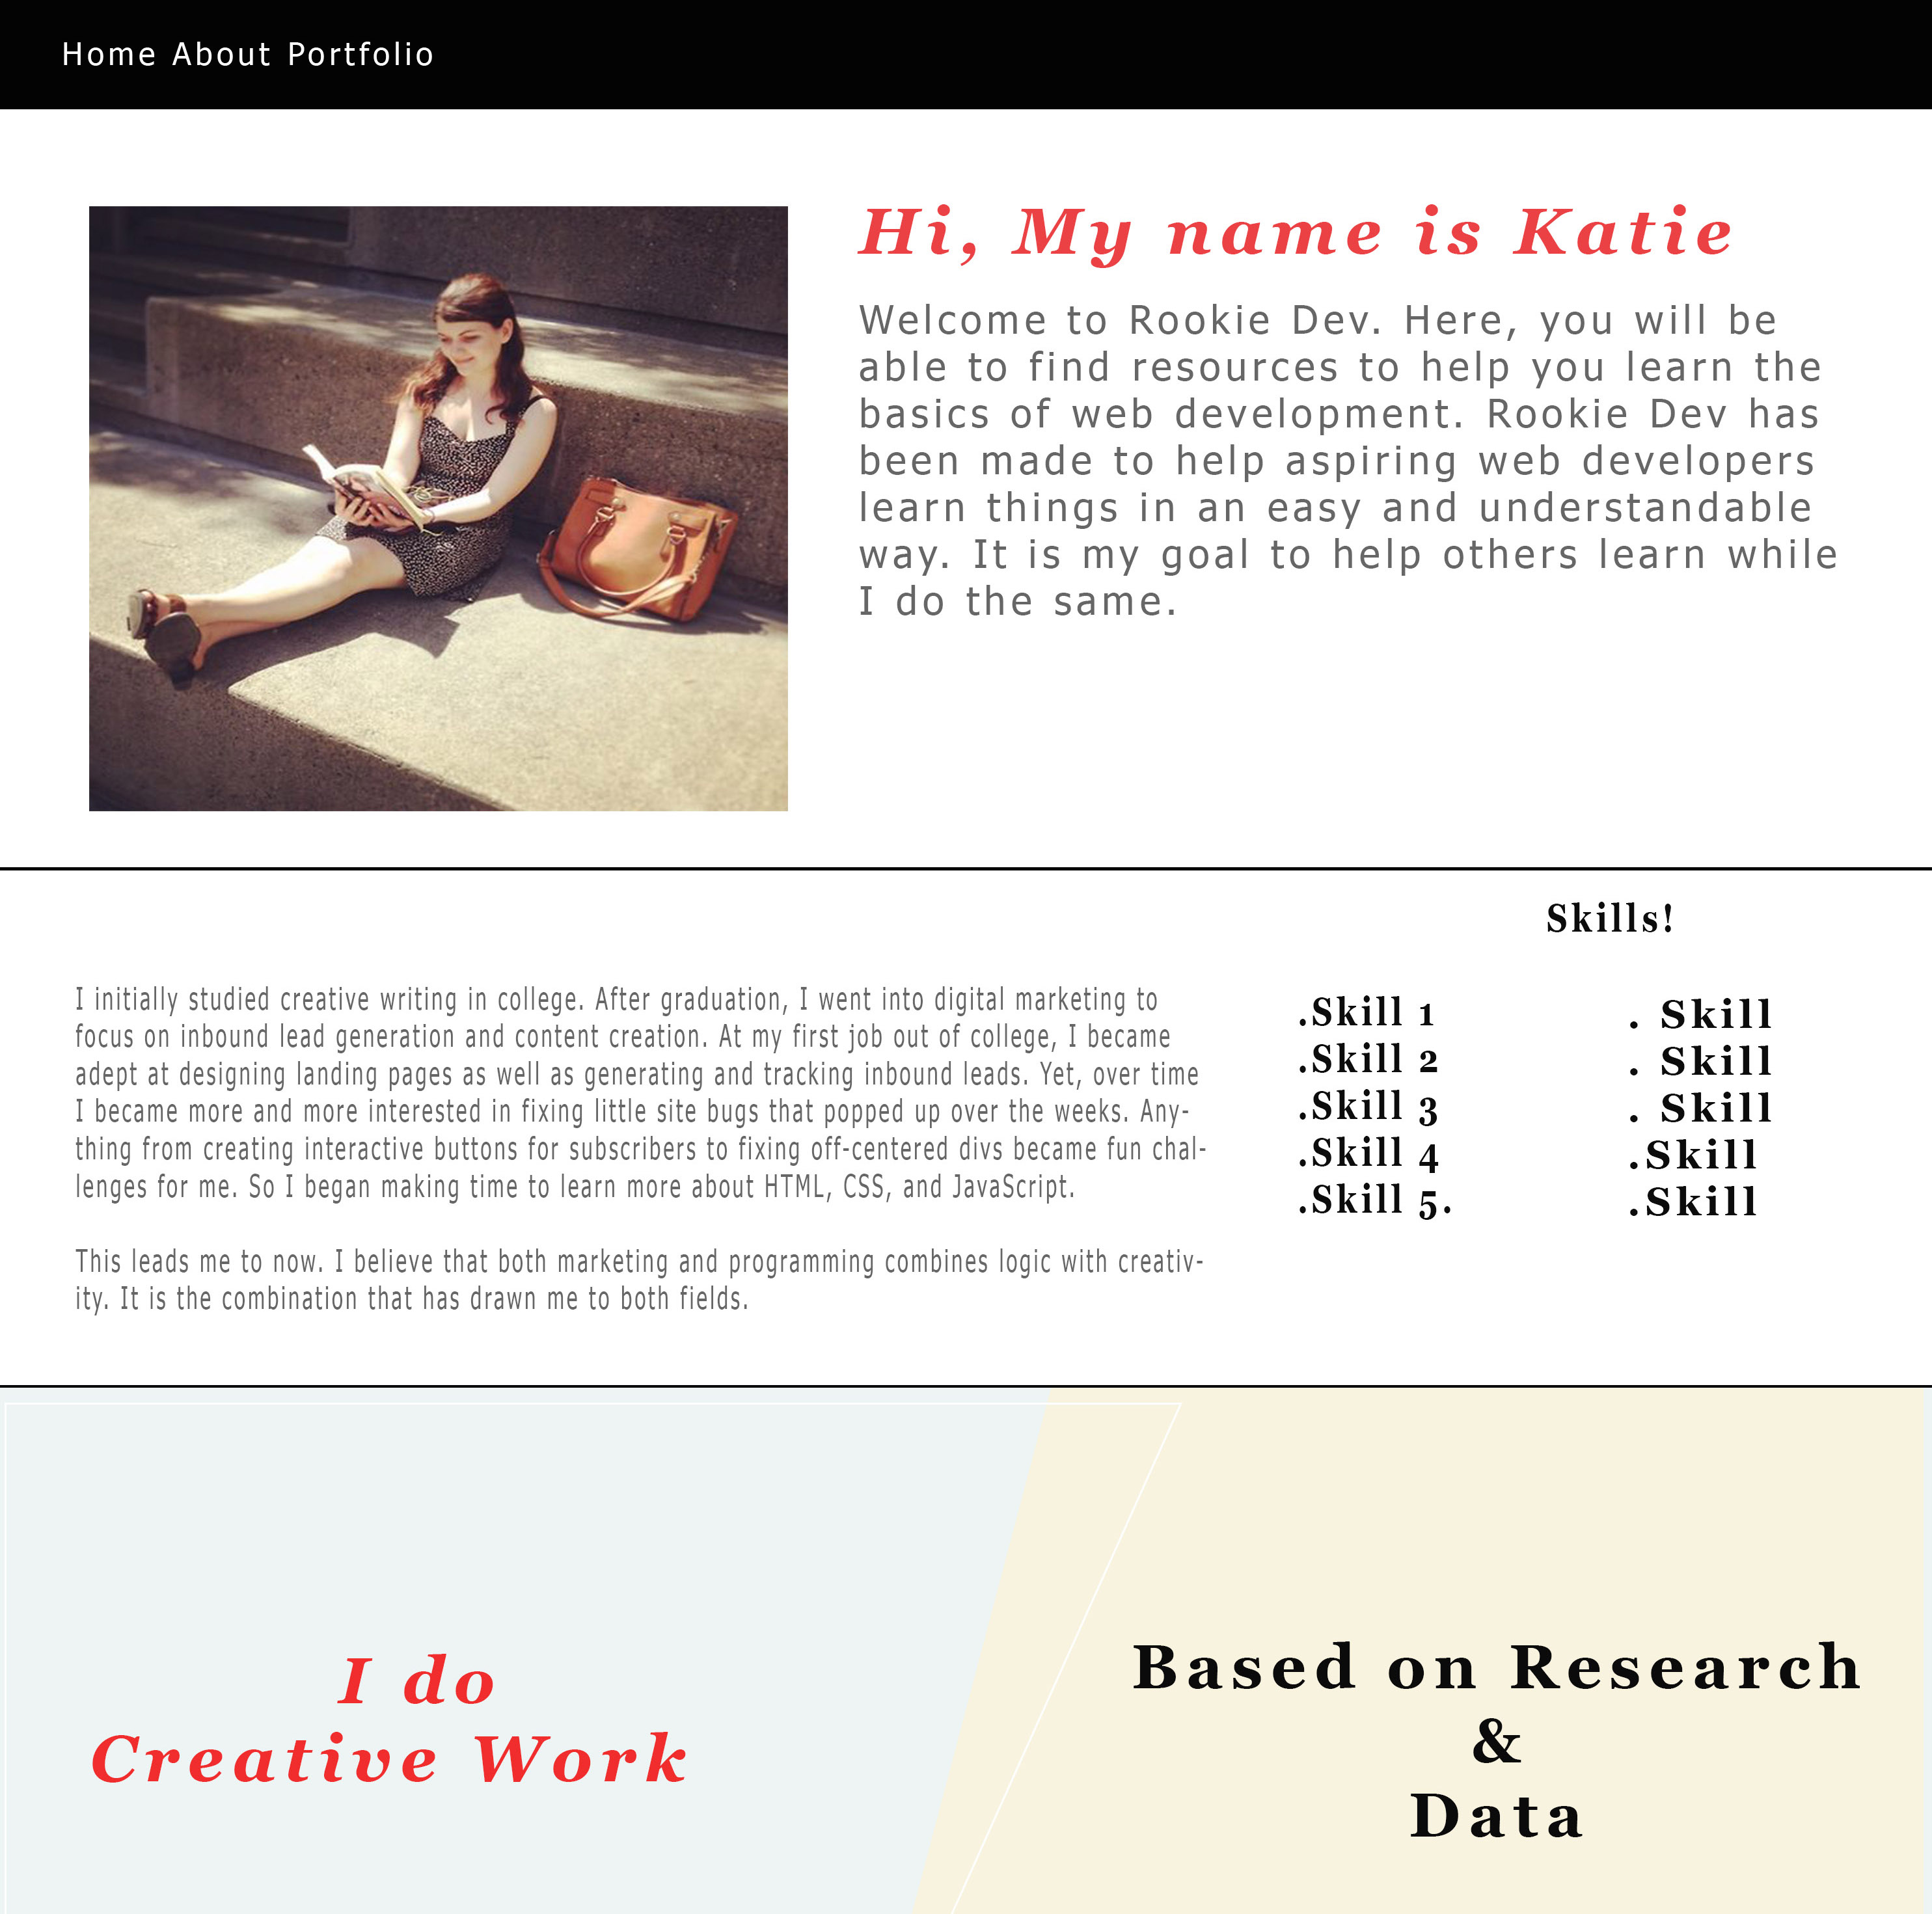 Home About Portfolio
Hi, My name is Katie
Welcome to Rookie Dev. Here, you will be
able to find resources to help you learn the
basics of web development. Rookie Dev has
been made to help aspiring web developers
learn things in an easy and understandable
way. It is my goal to help others learn while
I do the same.
I initially studied creative writing in college. After graduation, I went into digital marketing to
focus on inbound lead generation and content creation. At my first job out of college, I became
adept at designing landing pages as well as generating and tracking inbound leads. Yet, over time
I became more and more interested in fixing little site bugs that popped up over the weeks. Any-
thing from creating interactive buttons for subscribers to fixing off-centered divs became fun chal-
lenges for me. So I began making time to learn more about HTML, CSS, and JavaScript.
This leads me to now. I believe that both marketing and programming combines logic with creativ-
ity. It is the combination that has drawn me to both fields.
Skills!
.Skill 1
.Skill 2
.Skill 3
.Skill 4
.Skill 5.
. Skill
. Skill
. Skill
.Skill
.Skill
I do
Creative Work
Based on Research
&
Data